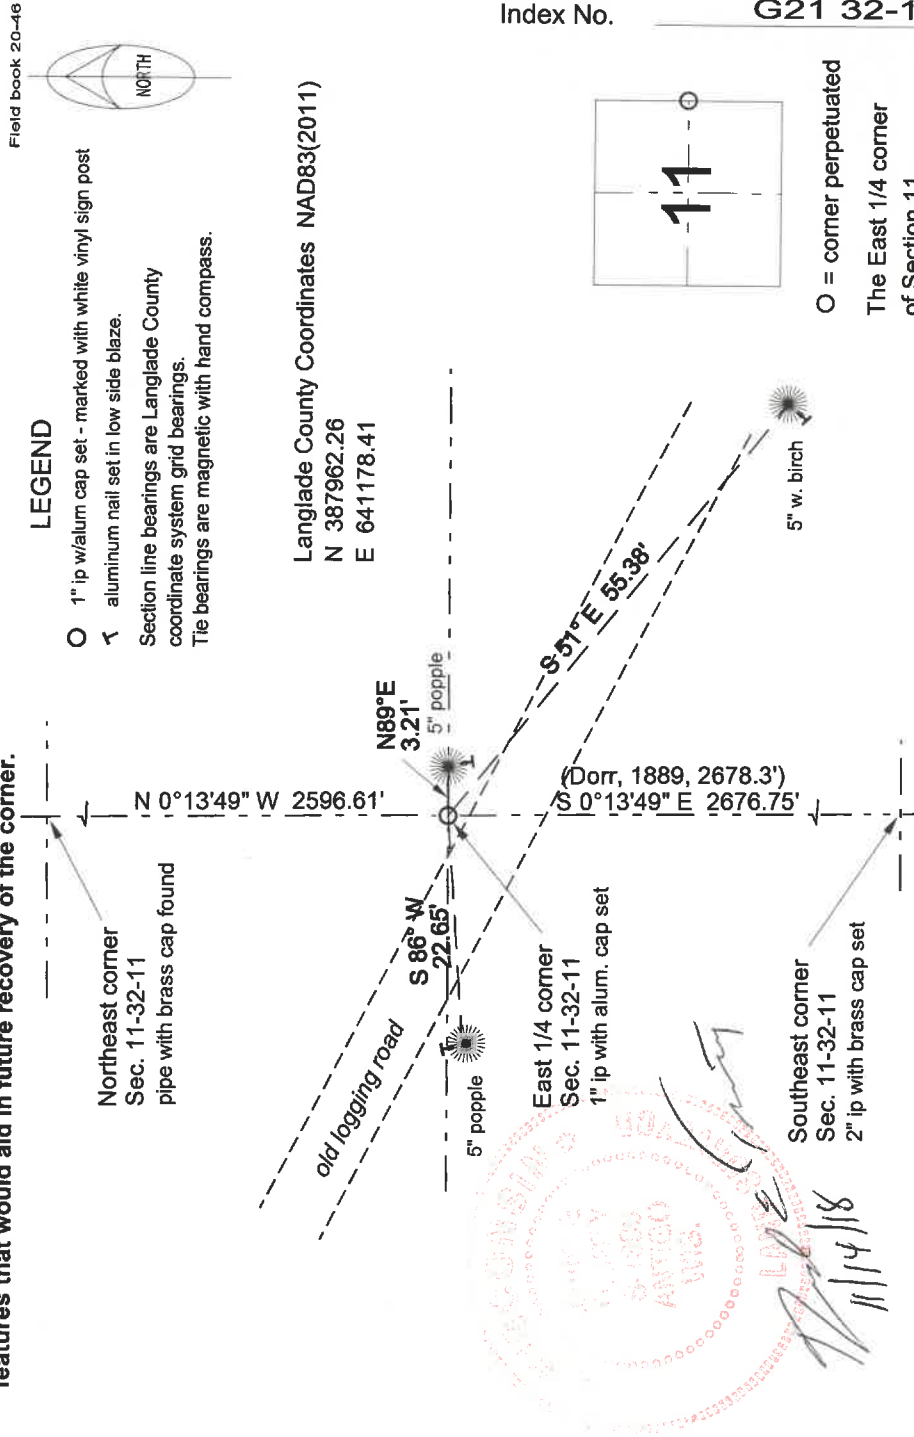 features that would aid in future recovery of the corner.
Field book 20-46
NORTH
LEGEND
1" ip w/alum cap set - marked with white vinyl sign post
aluminum nail set in low side blaze.
Section line bearings are Langlade County
coordinate system grid bearings.
Tie bearings are magnetic with hand compass.
Northeast corner
Sec. 11-32-11
pipe with brass cap found
N 0°13'49" W 2596.61'
Langlade County Coordinates NAD83(2011)
N 387962.26
E 641178.41
old logging road
S 86° W
22.65'
N89°E
3.21'
5" popple
5" popple
East 1/4 corner
Sec. 11-32-11
1" ip with alum. cap set
S 51° E 55.38'
5" w. birch
(Dorr, 1889, 2678.3')
S 0°13'49" E 2676.75'
Southeast corner
Sec. 11-32-11
2" ip with brass cap set
WISCONSIN
ANTIGO
WIS.
11/14/18
Index No.
G21 32-1
11
O = corner perpetuated
The East 1/4 corner
of Section 11